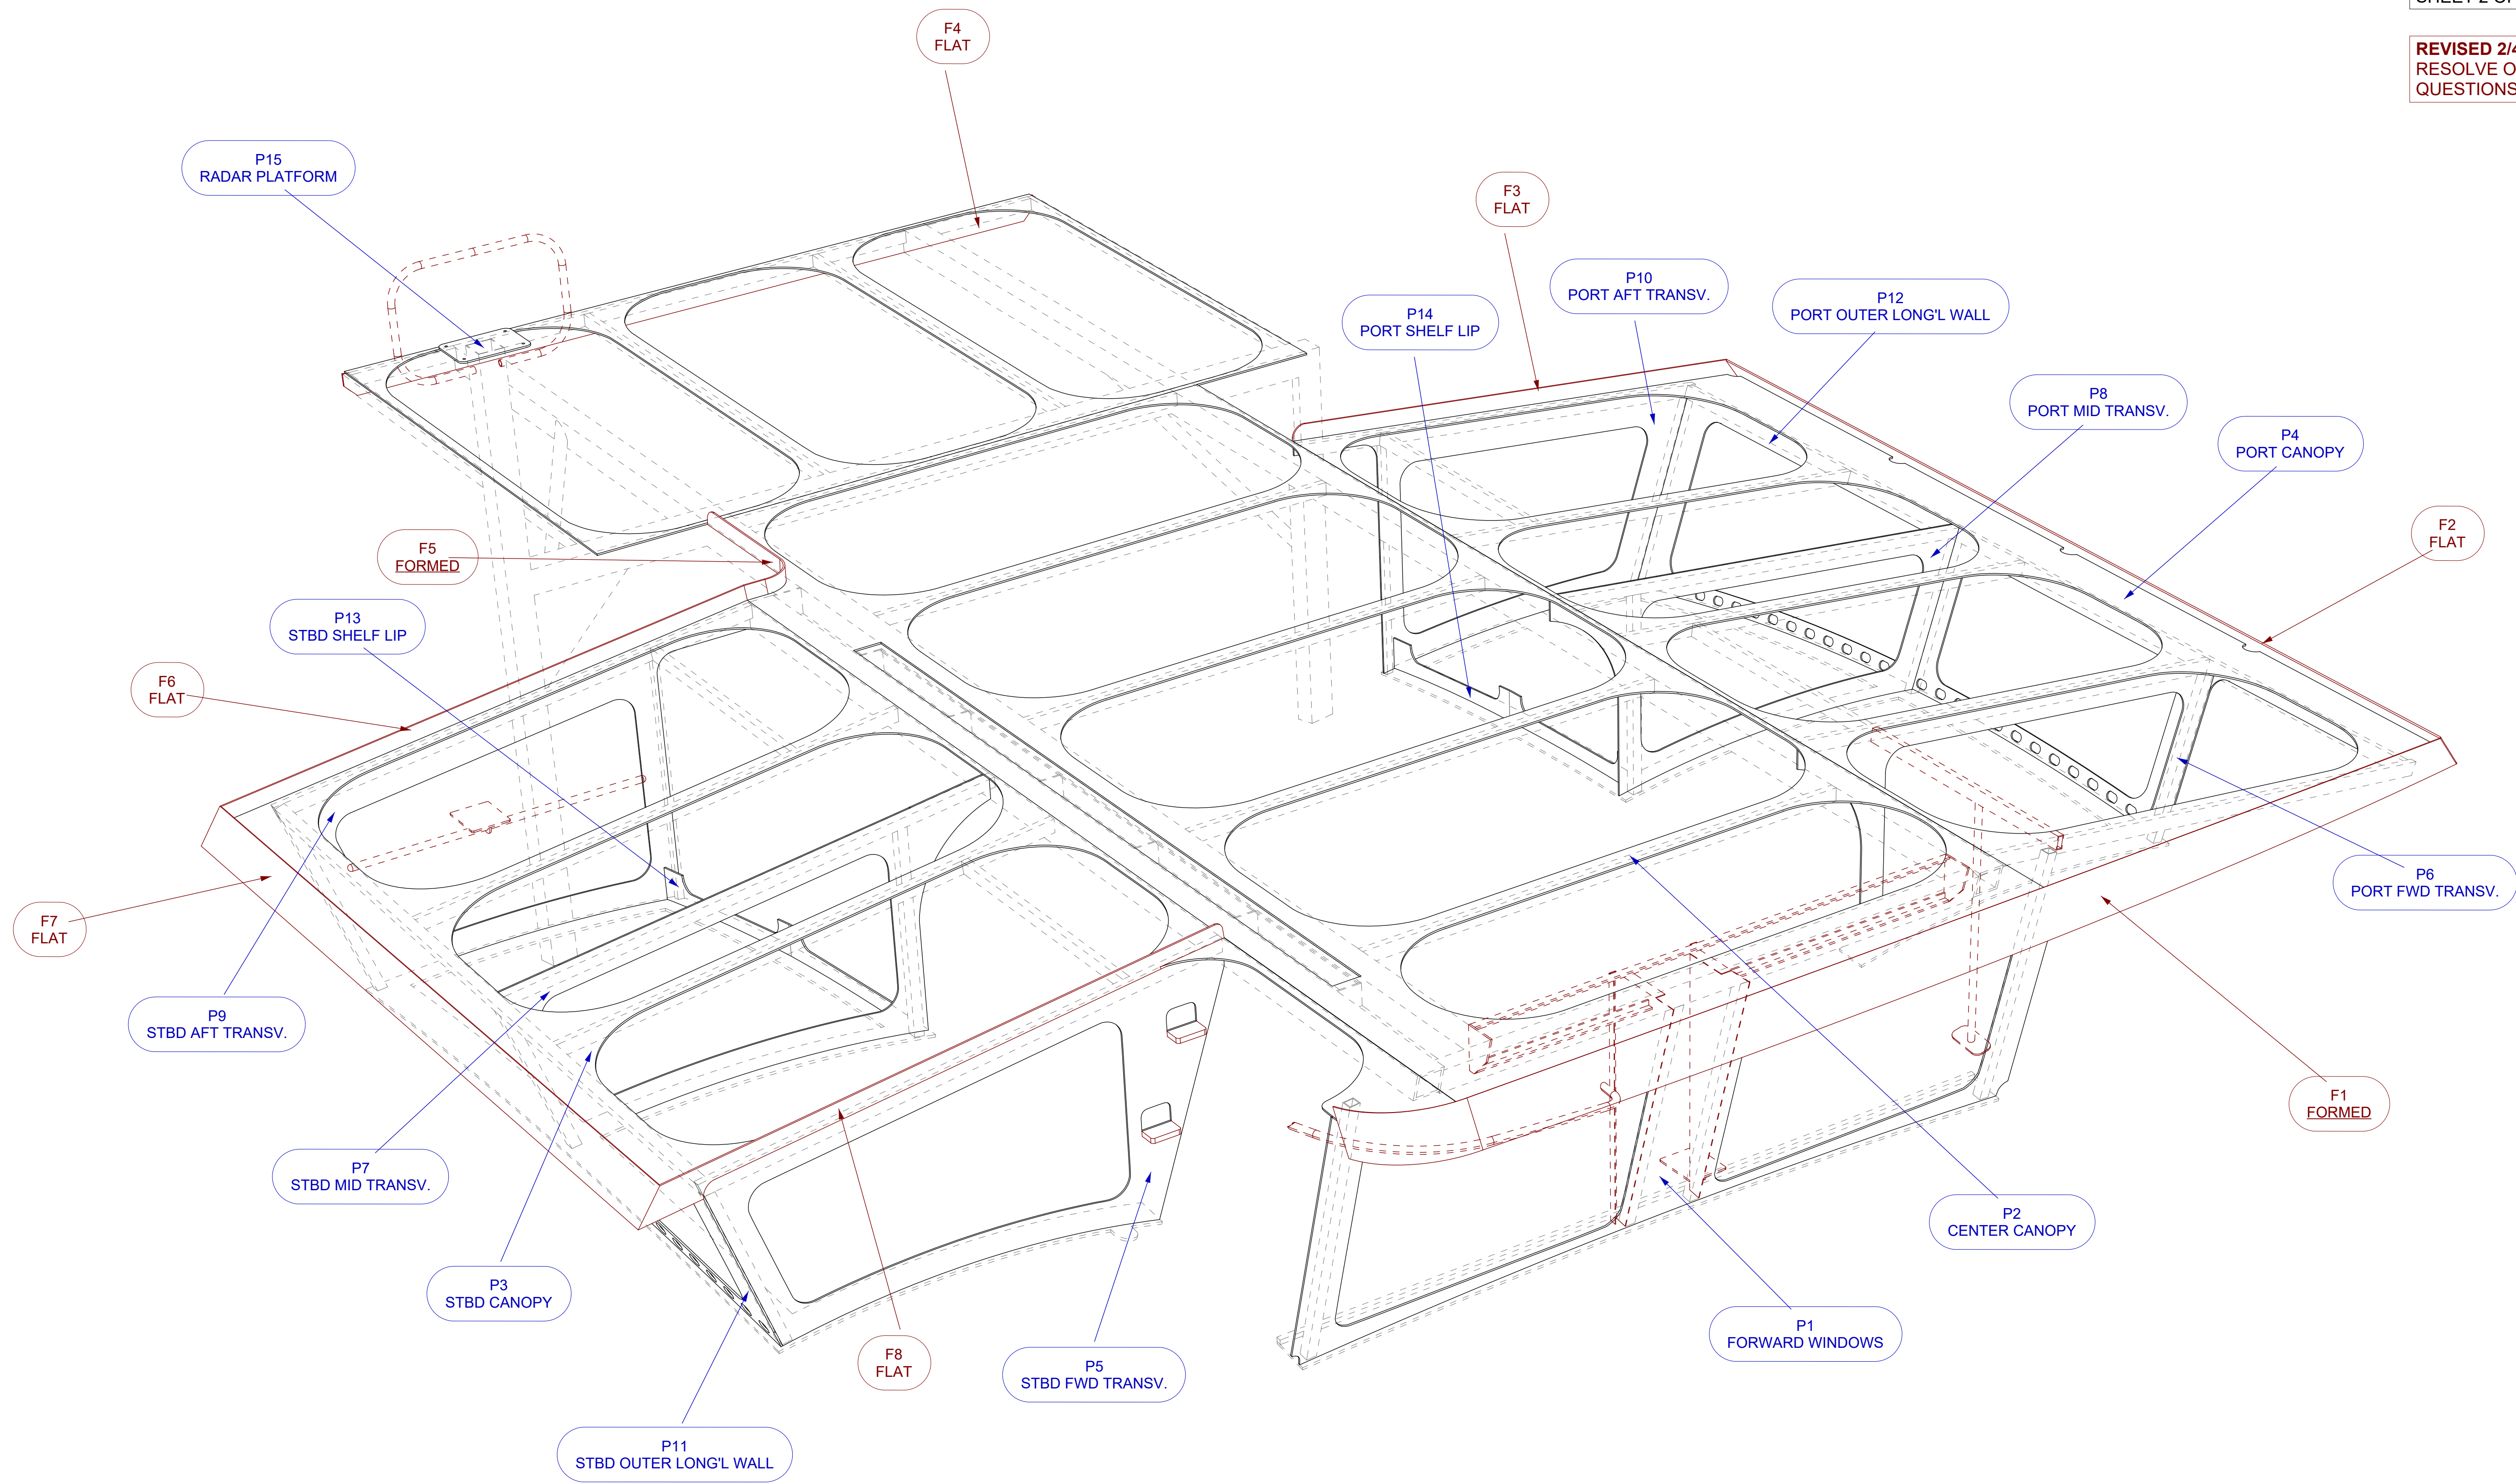 REVISED 2/4
RESOLVE O
QUESTIONS
F4
FLAT
P15
RADAR PLATFORM
F3
FLAT
P10
PORT AFT TRANSV.
P12
PORT OUTER LONG'L WALL
P14
PORT SHELF LIP
P8
PORT MID TRANSV.
P4
PORT CANOPY
F2
FLAT
F5
FORMED
P13
STBD SHELF LIP
F6
FLAT
P6
PORT FWD TRANSV.
F7
FLAT
P9
STBD AFT TRANSV.
F1
FORMED
P7
STBD MID TRANSV.
P2
CENTER CANOPY
P3
STBD CANOPY
P1
FORWARD WINDOWS
F8
FLAT
P5
STBD FWD TRANSV.
P11
STBD OUTER LONG'L WALL